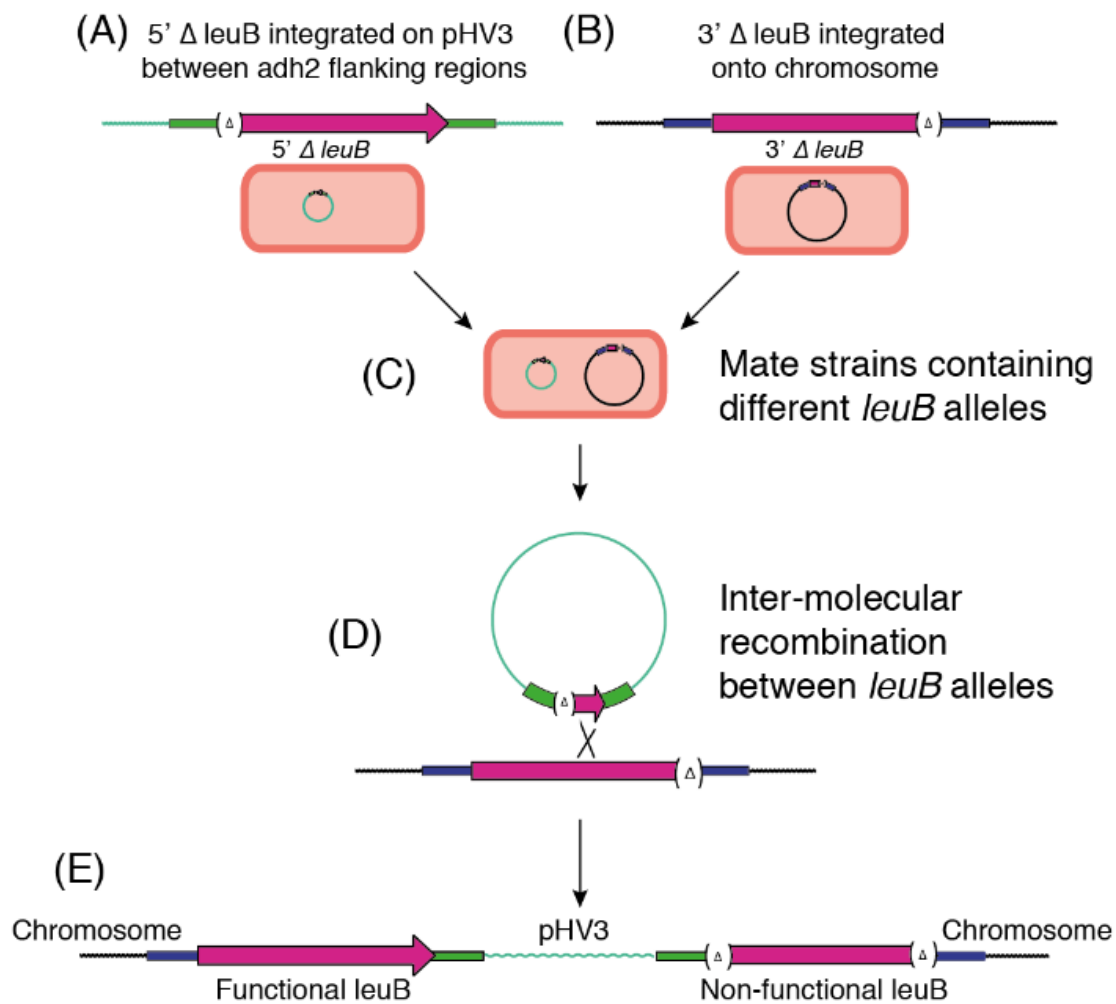 (A)
5' Δ leuB integrated on pHV3
between adh2 flanking regions
(Δ)
5' Δ leuB
(B)
3' Δ leuB integrated
onto chromosome
(Δ)
3' Δ leuB
(C)
Mate strains containing
different leuB alleles
(D)
(Δ)
(Δ)
Inter-molecular
recombination
between leuB alleles
(E)
Chromosome
pHV3
Chromosome
(Δ)
(Δ)
Functional leuB
Non-functional leuB